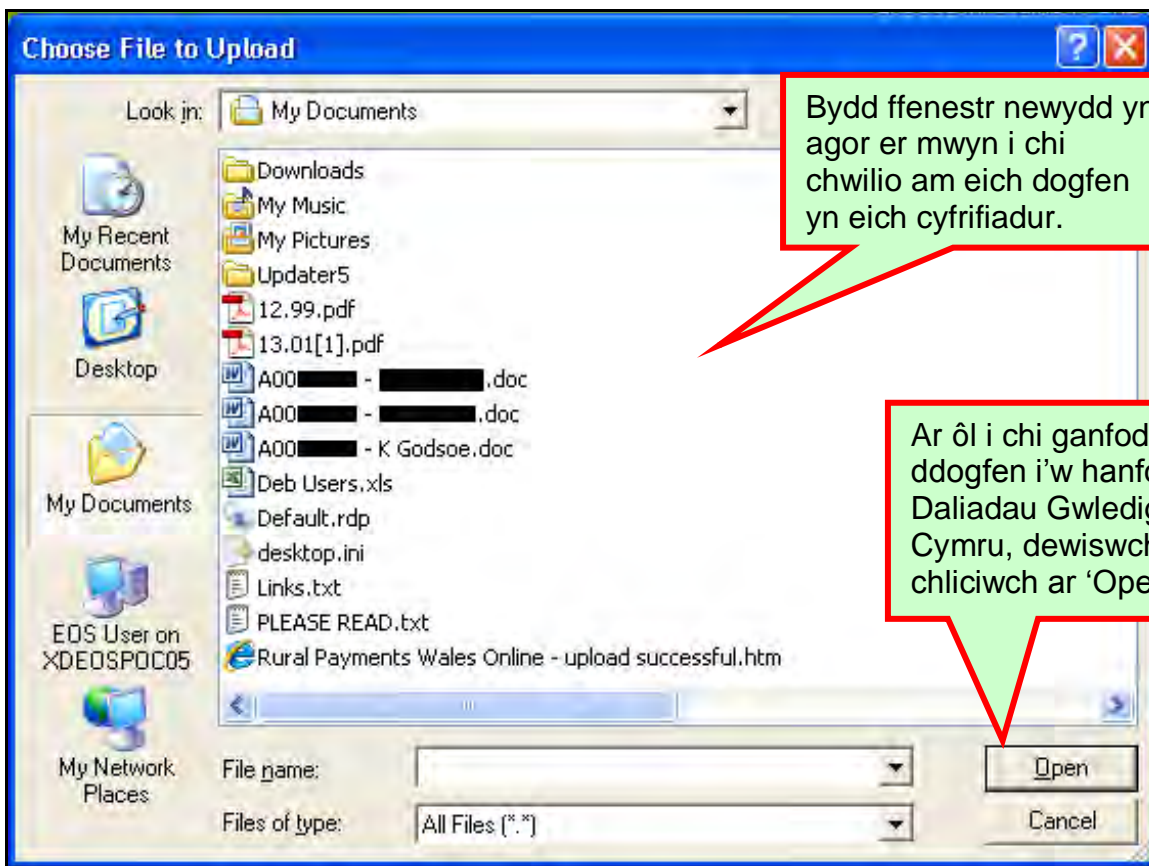 Choose File to Upload
Look in: My Documents
Bydd ffenestr newydd yn
agor er mwyn i chi
chwilio am eich dogfen
yn eich cyfrifiadur.
My Recent
Documents
Desktop
My Documents
EOS User on
XDEOSPOC05
My Network
Places
Downloads
My Music
My Pictures
Updater5
12.99.pdf
13.01[1].pdf
A00 - .doc
A00 - .doc
A00 - K Godsoe.doc
Deb Users.xls
Default.rdp
desktop.ini
Links.txt
PLEASE READ.txt
Rural Payments Wales Online - upload successful.htm
Ar ôl i chi ganfod
ddogfen i'w
Daliadau
Cymru,
chliciwch ar
File name:
Open
Files of type: All Files (*.*)
Cancel